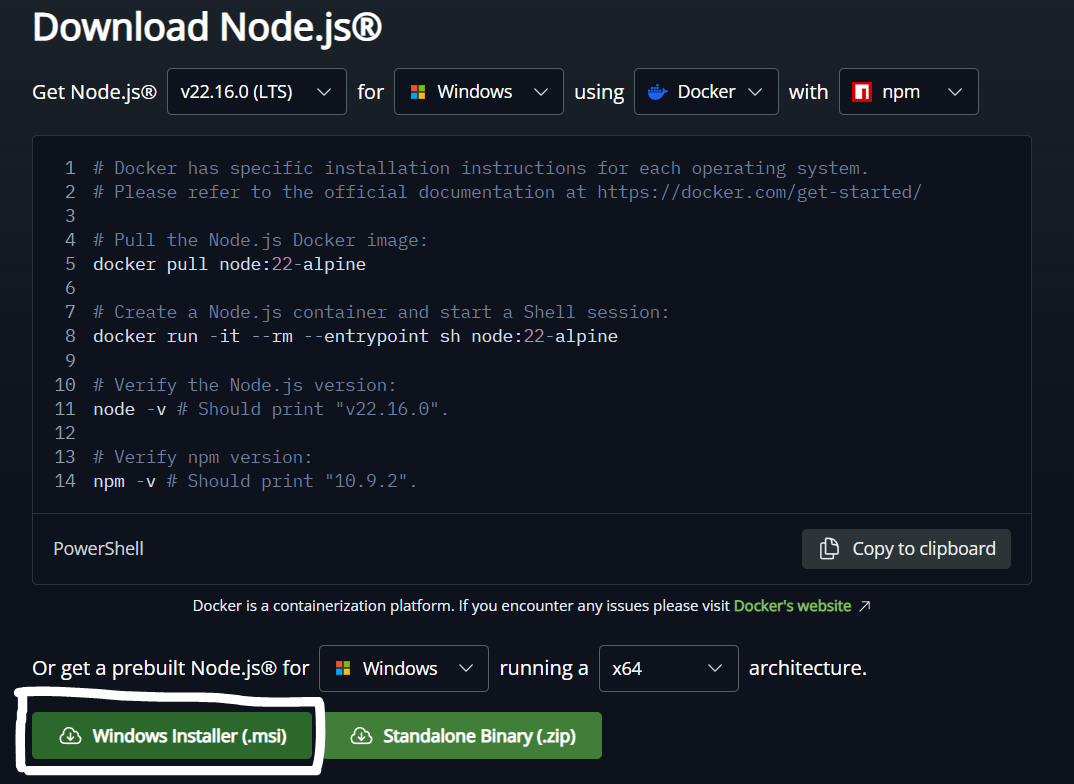 Download Node.js®
Get Node.js® v22.16.0 (LTS) for Windows using Docker with npm
1 # Docker has specific installation instructions for each operating system.
2 # Please refer to the official documentation at https://docker.com/get-started/
3
4 # Pull the Node.js Docker image:
5 docker pull node:22-alpine
6
7 # Create a Node.js container and start a Shell session:
8 docker run -it --rm --entrypoint sh node:22-alpine
9
10 # Verify the Node.js version:
11 node -v # Should print "v22.16.0".
12
13 # Verify npm version:
14 npm -v # Should print "10.9.2".
PowerShell Copy to clipboard
Docker is a containerization platform. If you encounter any issues please visit Docker's website
Or get a prebuilt Node.js® for Windows running a x64 architecture.
Windows Installer (.msi) Standalone Binary (.zip)